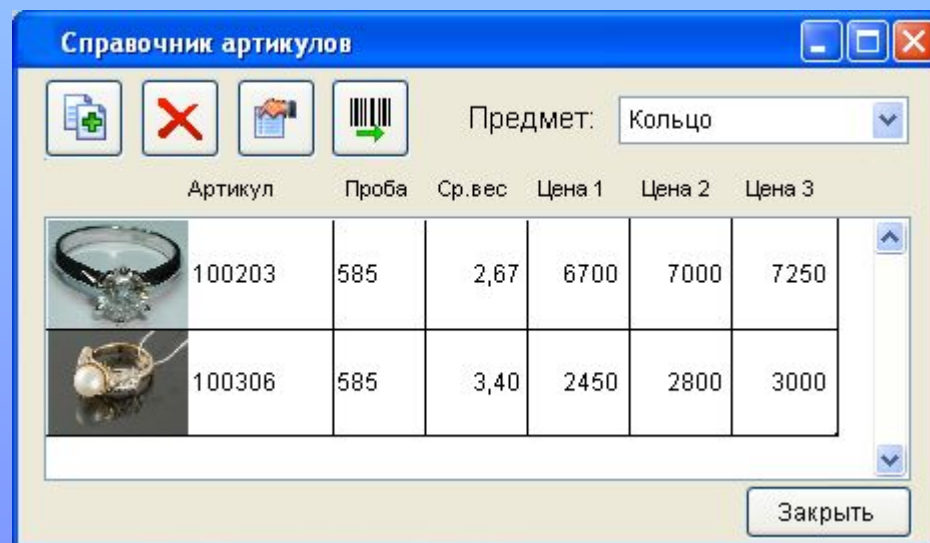 Справочник артикулов
Предмет: Кольцо
Артикул Проба Ср.вес Цена 1 Цена 2 Цена 3
100203 585 2,67 6700 7000 7250
100306 585 3,40 2450 2800 3000
Закрыть